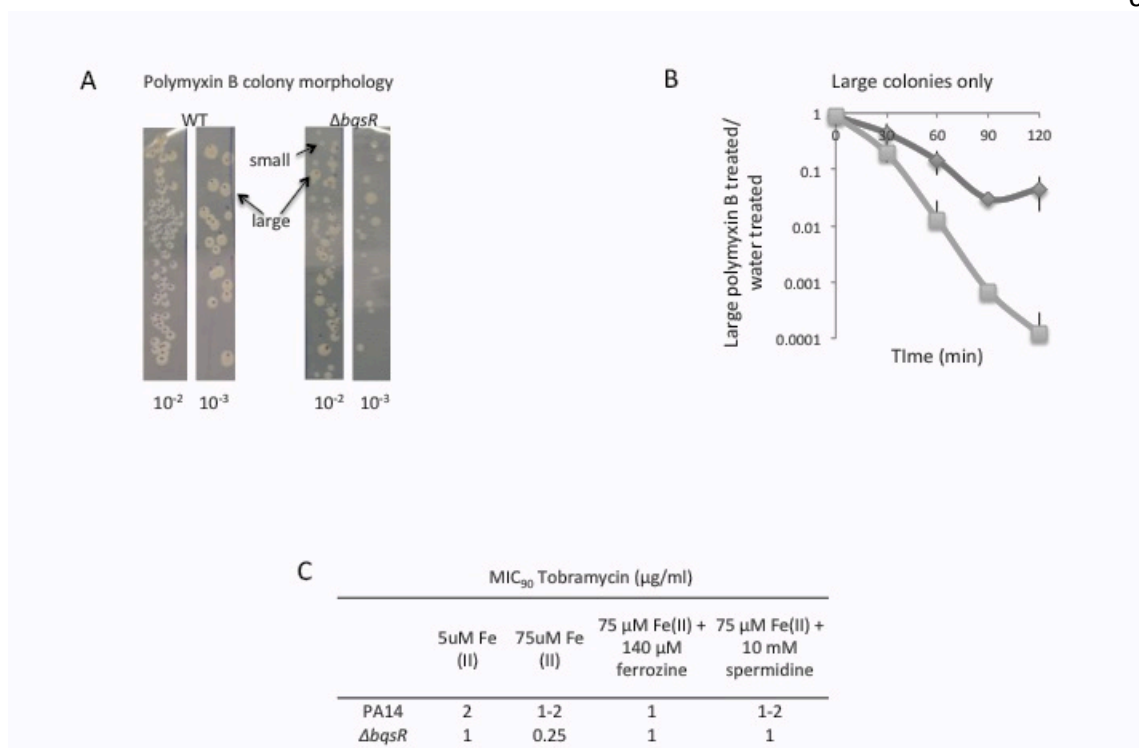 A
Polymyxin B colony morphology
WT
ΔbqsR
small
large
10-2 10-3
10-2 10-3
B
Large colonies only
Large polymyxin B treated/
water treated
1
0.1
0.01
0.001
0.0001
0 30 60 90 120
TIme (min)
C
MIC90 Tobramycin (µg/ml)
5uM Fe (II)
75uM Fe (II)
75 µM Fe(II) + 140 µM ferrozine
75 µM Fe(II) + 10 mM spermidine
PA14 2 1-2 1 1-2
ΔbqsR 1 0.25 1 1